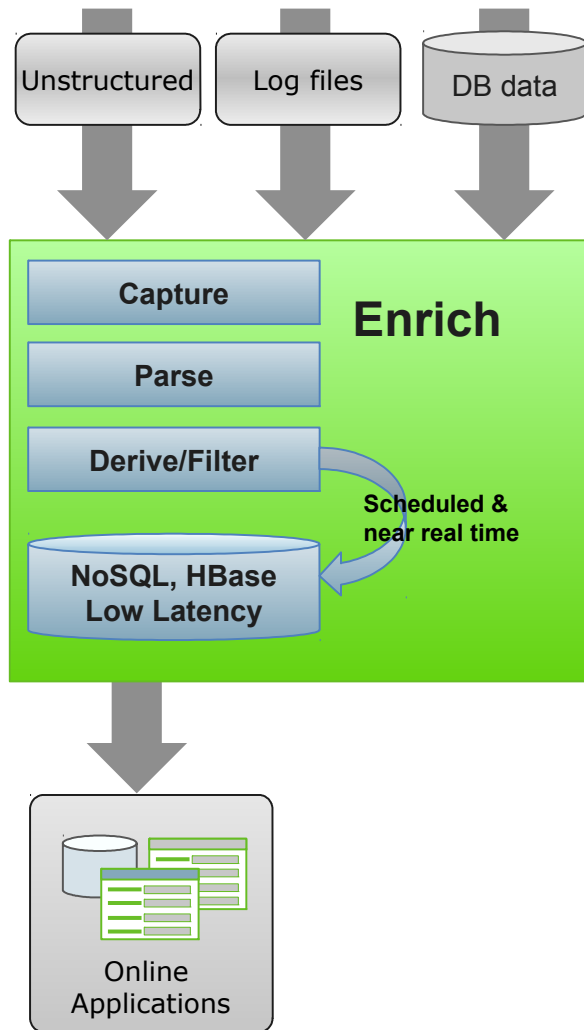 Unstructured
Log files
DB data
Capture
Enrich
Parse
Derive/Filter
Scheduled &
near real time
NoSQL, HBase
Low Latency
Online
Applications